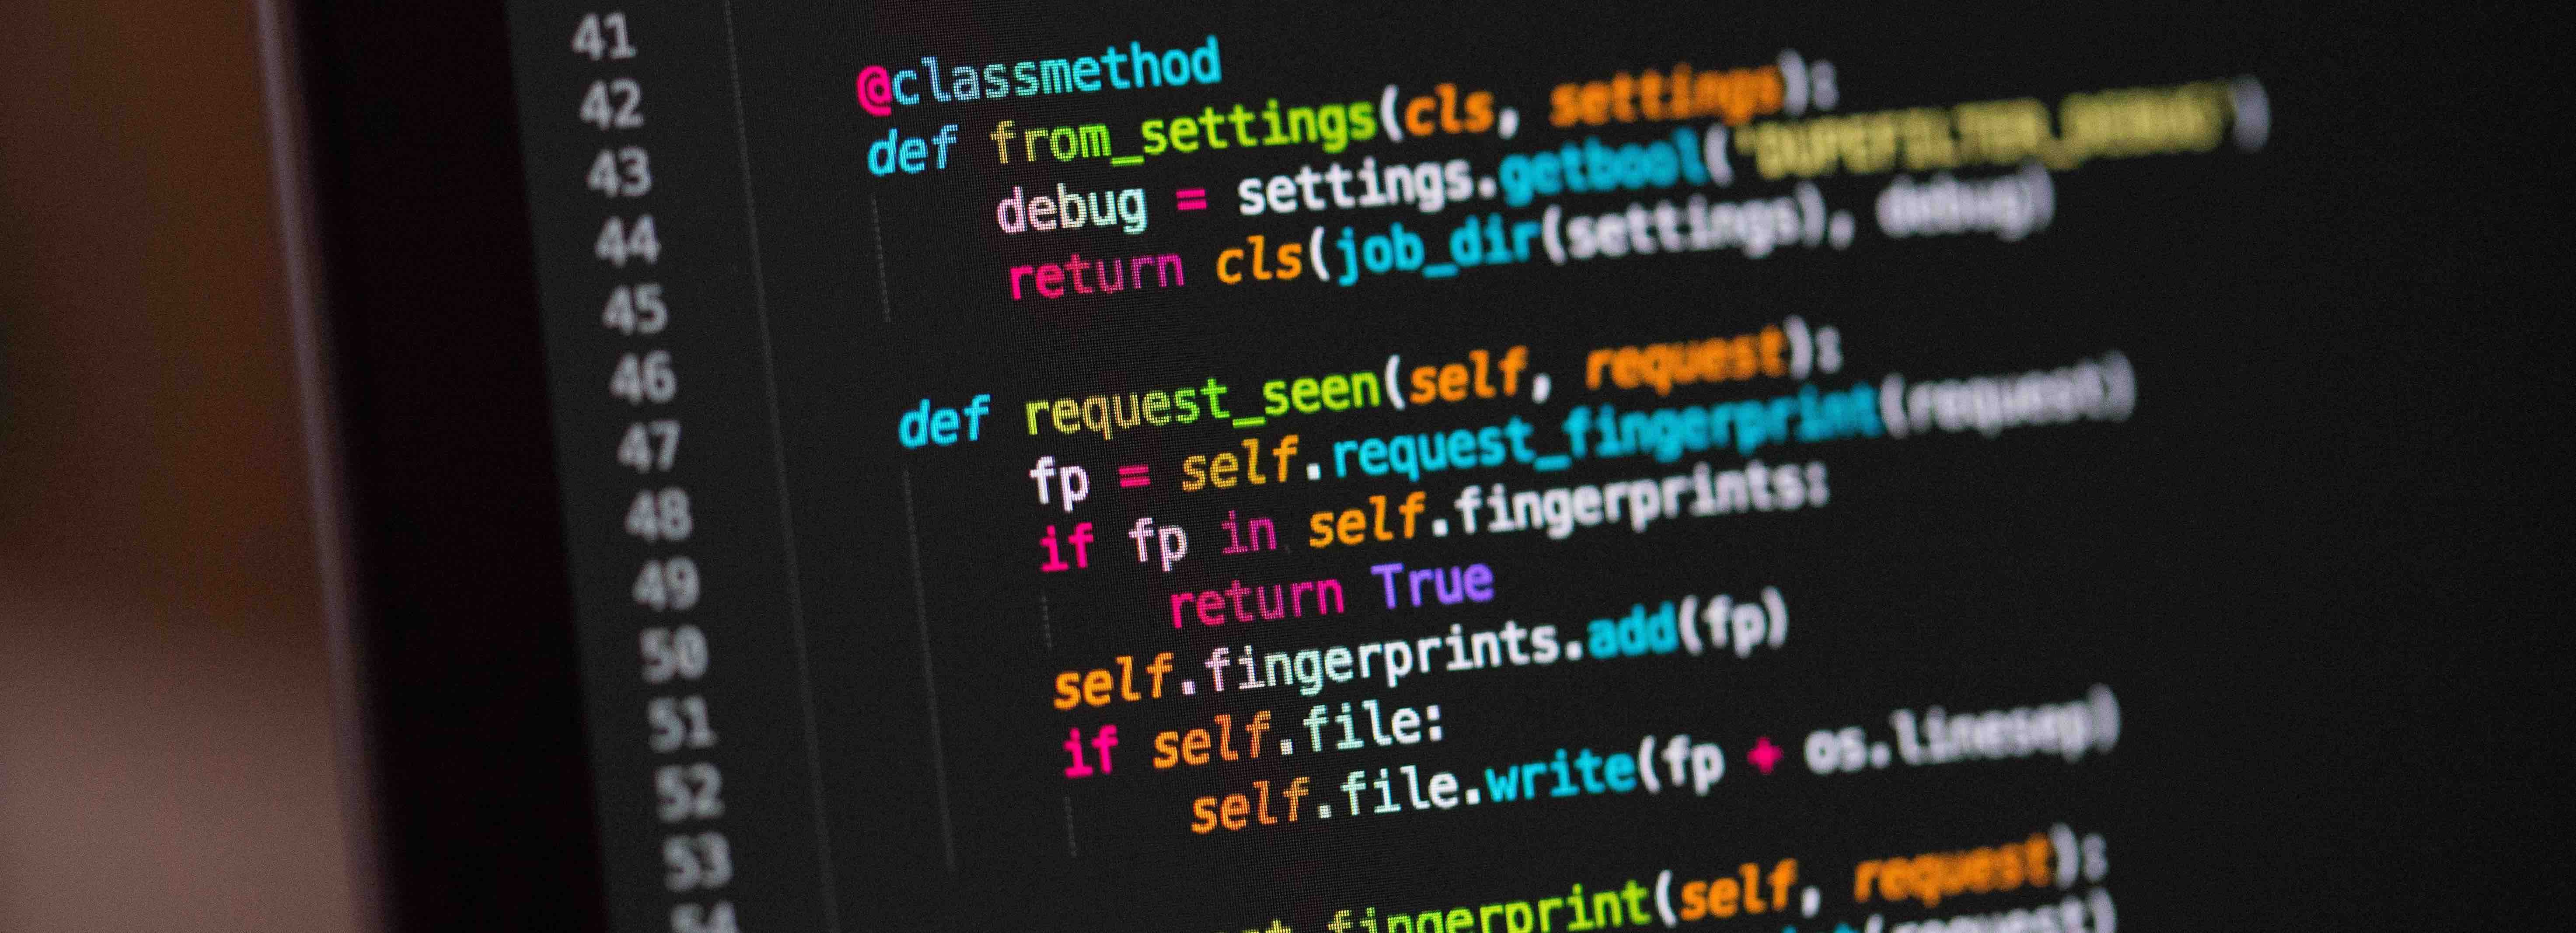 41
42 @classmethod
43 def from_settings(cls, settings):
44 debug = settings.getbool('DUPEFILTER_DEBUG')
45 return cls(job_dir(settings), debug)
46
47 def request_seen(self, request):
48 fp = self.request_fingerprint(request)
49 if fp in self.fingerprints:
50 return True
51 self.fingerprints.add(fp)
52 if self.file:
53 self.file.write(fp + os.linesep)
54
fingerprint(self, request):
(request)